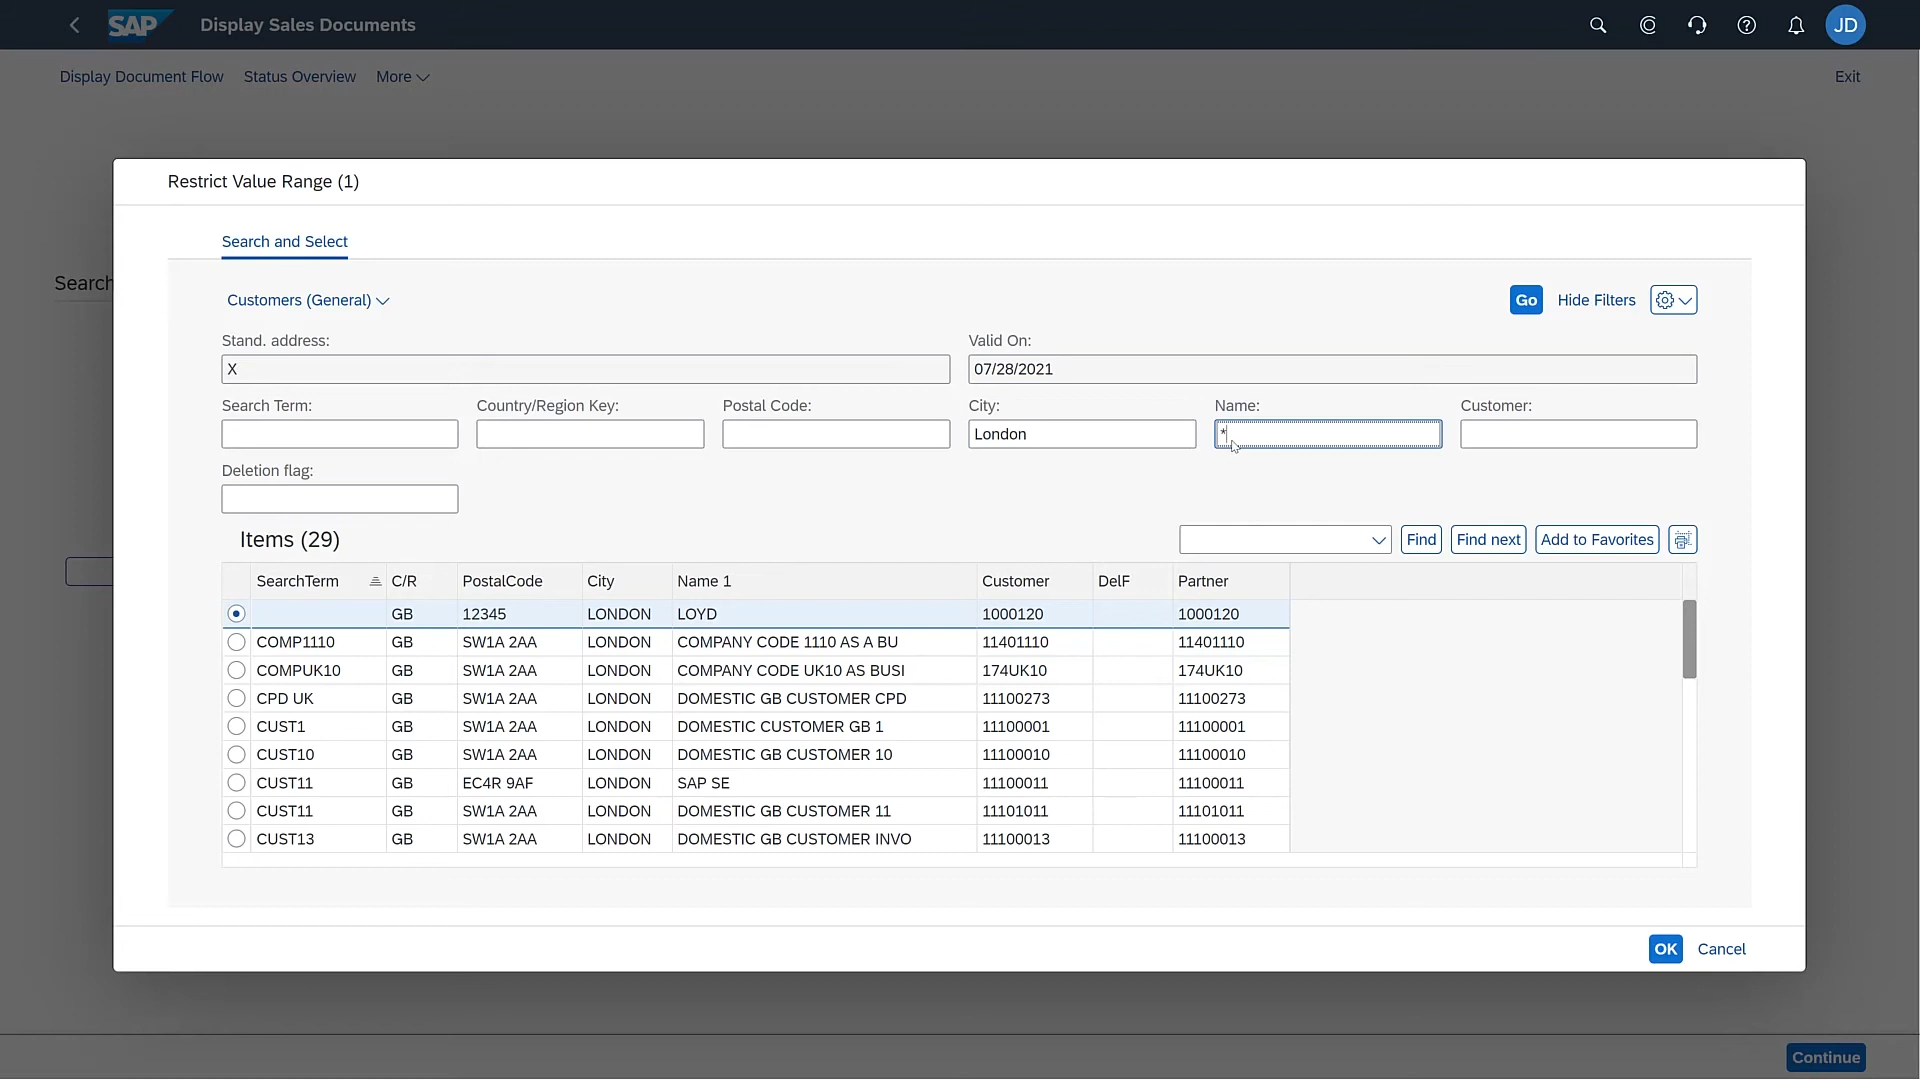 SAP Display Sales Documents JD
Display Document Flow Status Overview More Exit
Restrict Value Range (1)
Search and Select
Search
Customers (General) Go Hide Filters
Stand. address: Valid On:
X 07/28/2021
Search Term: Country/Region Key: Postal Code: City: Name: Customer:
London *
Deletion flag:
Items (29) Find Find next Add to Favorites
SearchTerm C/R PostalCode City Name 1 Customer DelF Partner
GB 12345 LONDON LOYD 1000120 1000120
COMP1110 GB SW1A 2AA LONDON COMPANY CODE 1110 AS A BU 11401110 11401110
COMPUK10 GB SW1A 2AA LONDON COMPANY CODE UK10 AS BUSI 174UK10 174UK10
CPD UK GB SW1A 2AA LONDON DOMESTIC GB CUSTOMER CPD 11100273 11100273
CUST1 GB SW1A 2AA LONDON DOMESTIC CUSTOMER GB 1 11100001 11100001
CUST10 GB SW1A 2AA LONDON DOMESTIC GB CUSTOMER 10 11100010 11100010
CUST11 GB EC4R 9AF LONDON SAP SE 11100011 11100011
CUST11 GB SW1A 2AA LONDON DOMESTIC GB CUSTOMER 11 11101011 11101011
CUST13 GB SW1A 2AA LONDON DOMESTIC GB CUSTOMER INVO 11100013 11100013
OK Cancel
Continue